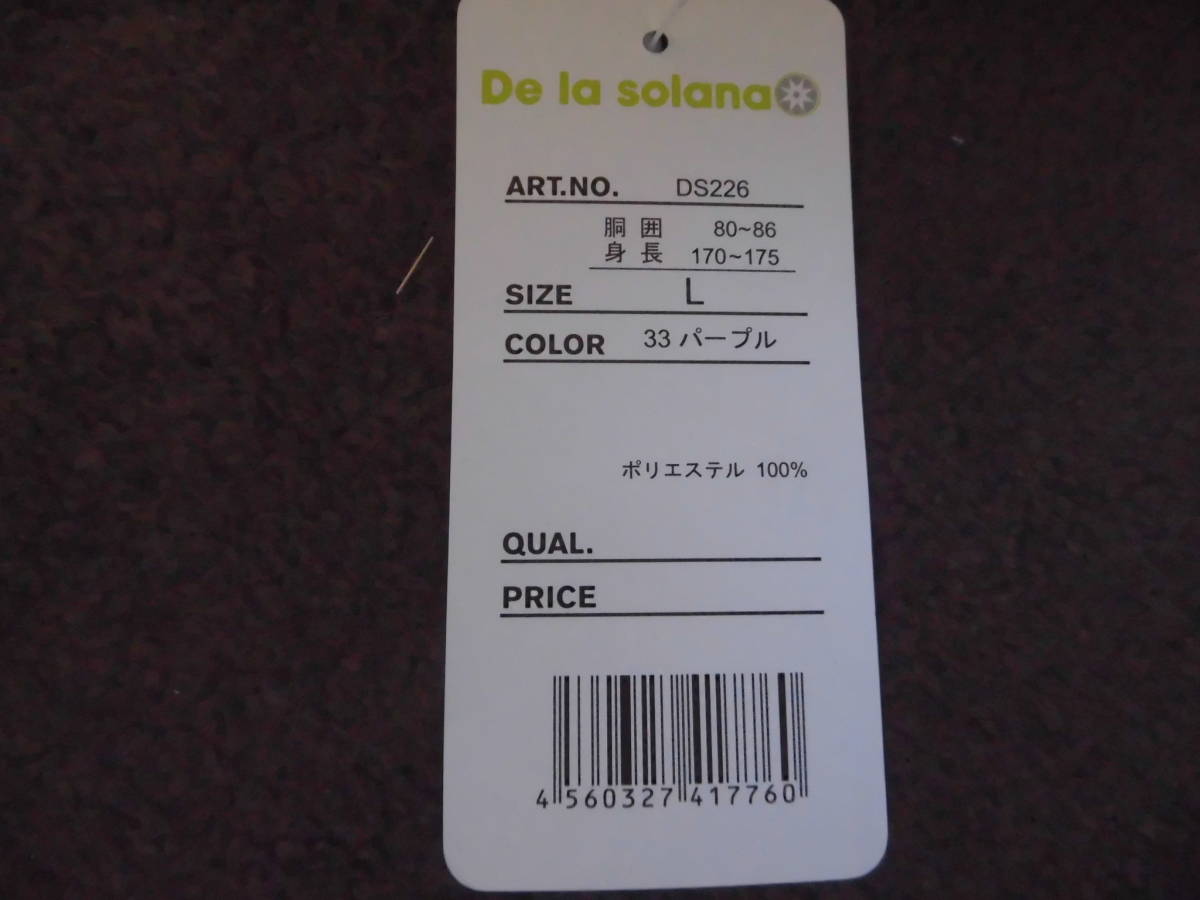 De la solana
ART.NO. DS226
胴囲 80~86
身長 170~175
SIZE L
COLOR 33 パープル
ポリエステル 100%
QUAL.
PRICE
4 560327 417760